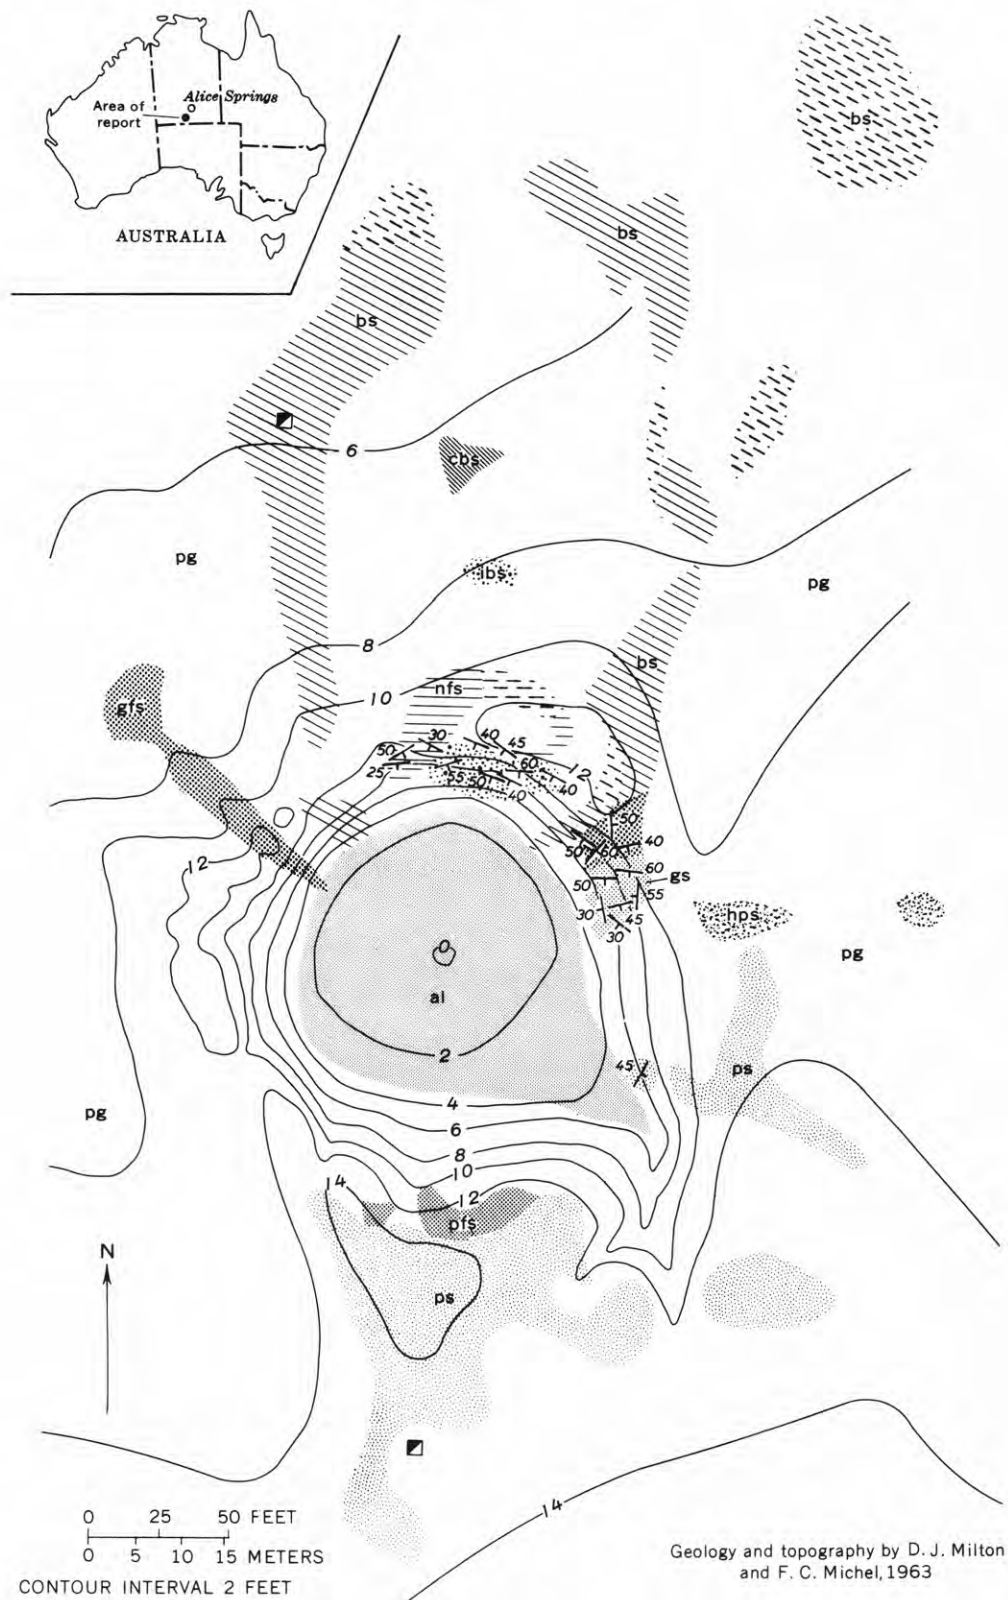 Alice Springs
Area of
report
AUSTRALIA
bs
bs
bs
6
cbs
pg
lbs
pg
8
bs
nfs
10
gfs
30
40
45
50
25
55
50
60
40
12
40
50
50
60
40
12
60
50
gs
55
30
45
30
hps
0
pg
al
2
45
ps
4
pg
6
8
10
14
12
pfs
N
ps
14
0 25 50 FEET
0 5 10 15 METERS
CONTOUR INTERVAL 2 FEET
Geology and topography by D. J. Milton
and F. C. Michel, 1963